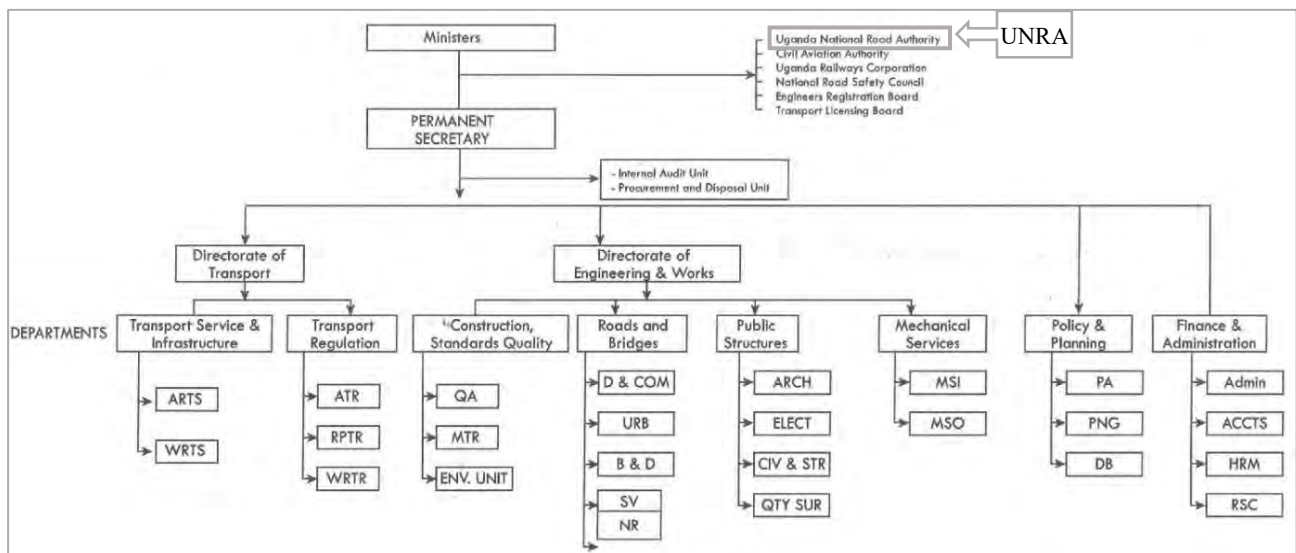 Ministers
Uganda National Road Authority
UNRA
Civil Aviation Authority
Uganda Railways Corporation
National Road Safety Council
Engineers Registration Board
Transport Licensing Board
PERMANENT
SECRETARY
- Internal Audit Unit
- Procurement and Disposal Unit
Directorate of
Transport
Directorate of
Engineering & Works
DEPARTMENTS
Transport Service &
Infrastructure
Transport
Regulation
Construction,
Standards Quality
Roads and
Bridges
Public
Structures
Mechanical
Services
Policy &
Planning
Finance &
Administration
ARTS
WRTS
ATR
RPTR
WRTR
QA
MTR
ENV. UNIT
D & COM
URB
B & D
SV
NR
ARCH
ELECT
CIV & STR
QTY SUR
MSI
MSO
PA
PNG
DB
Admin
ACCTS
HRM
RSC